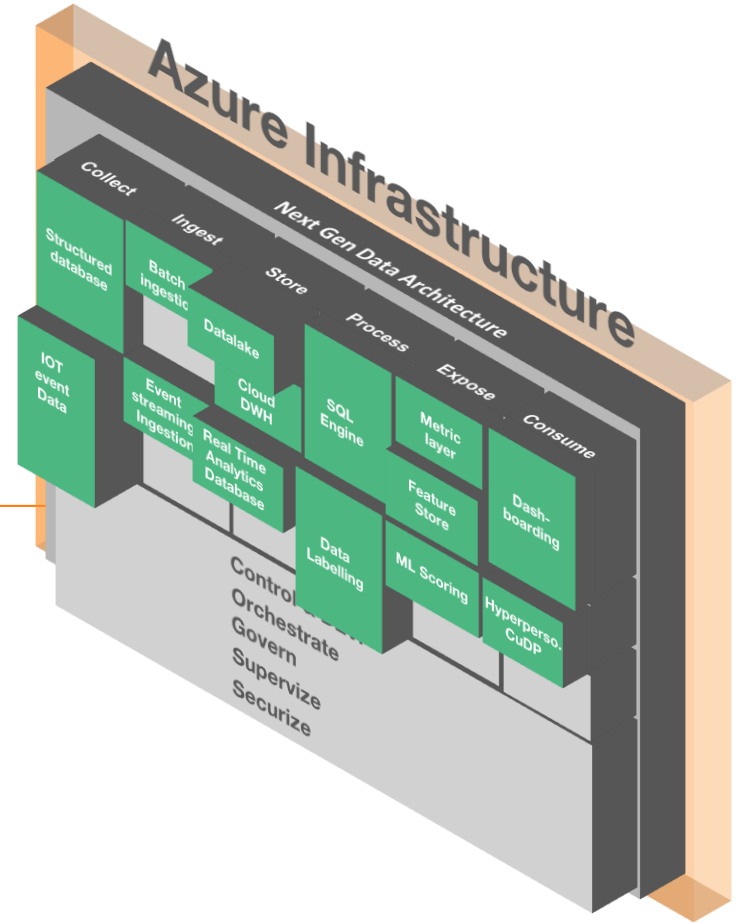 Azure Infrastructure
Next Gen Data Architecture
Collect
Ingest
Store
Process
Expose
Consume
Structured
database
Batch
ingestic
Datalake
Cloud
DWH
SQL
Engine
Metric
layer
Dash-
boarding
IOT
event
Data
Event
streaming
Ingestion
Real Time
Analytics
Database
Feature
Store
Data
Labelling
ML Scoring
Hyperperso.
CuDP
Control
Orchestrate
Govern
Supervize
Securize